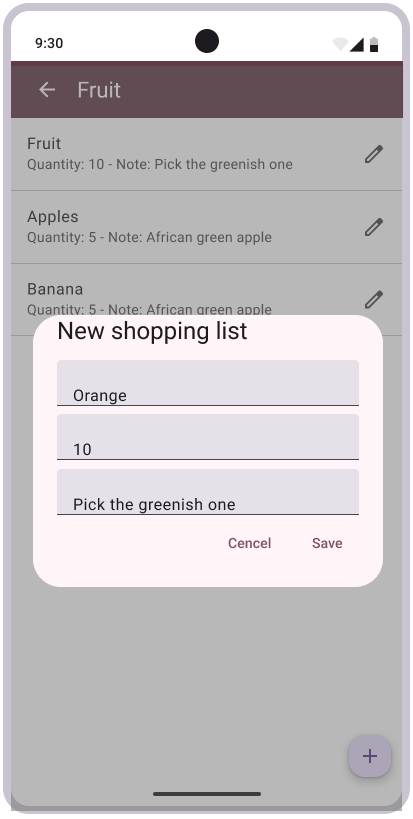 9:30
Fruit
Fruit
Quantity: 10 - Note: Pick the greenish one
Apples
Quantity: 5 - Note: African green apple
Banana
Quantity: 5 - Note: African green apple
New shopping list
Orange
10
Pick the greenish one
Cancel Save